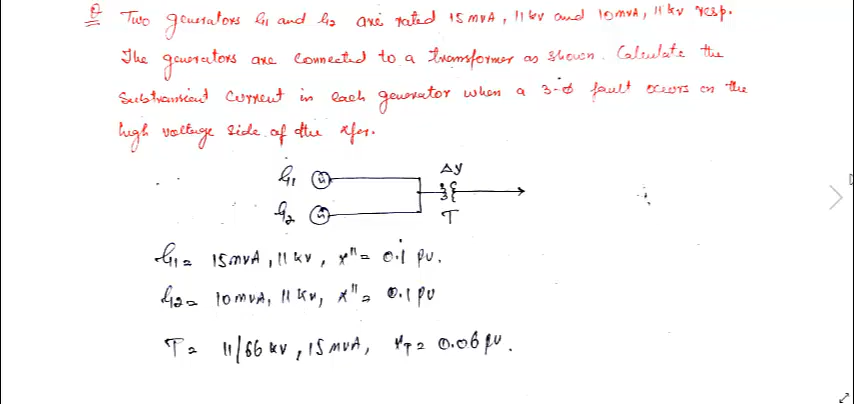 Q Two generators G1 and G2 are rated 15 MVA, 11 kV and 10 MVA, 11 kV resp.
The generators are connected to a transformer as shown. Calculate the
Subtransient current in each generator when a 3-Φ fault occurs on the
high voltage side of the xfer.
G1
ΔY
G2
T
G1 = 15 MVA, 11 kV, x" = 0.1 pu.
G2 = 10 MVA, 11 kV, x" = 0.1 pu
T = 11/66 kV, 15 MVA, XT = 0.06 pu.